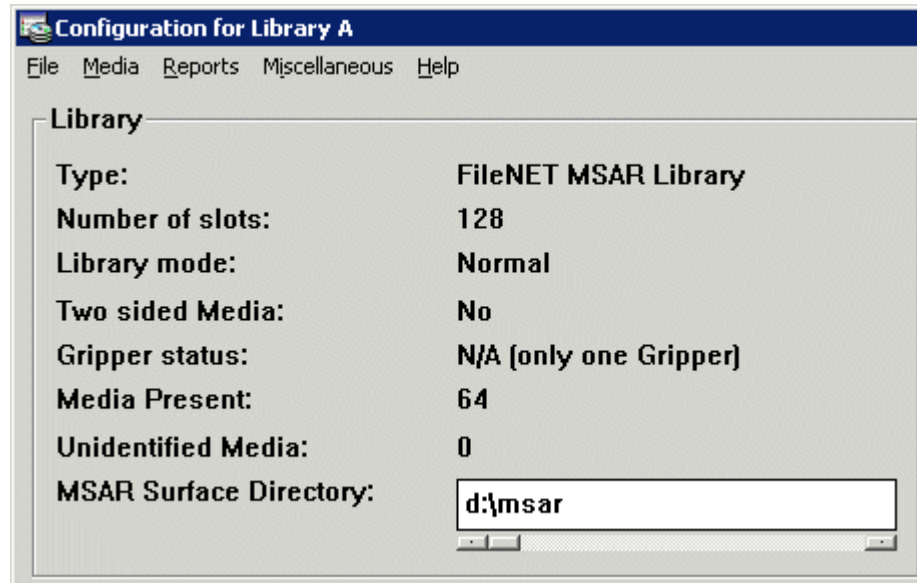 Configuration for Library A
File Media Reports Miscellaneous Help
Library
Type: FileNET MSAR Library
Number of slots: 128
Library mode: Normal
Two sided Media: No
Gripper status: N/A (only one Gripper)
Media Present: 64
Unidentified Media: 0
MSAR Surface Directory: d:\msar